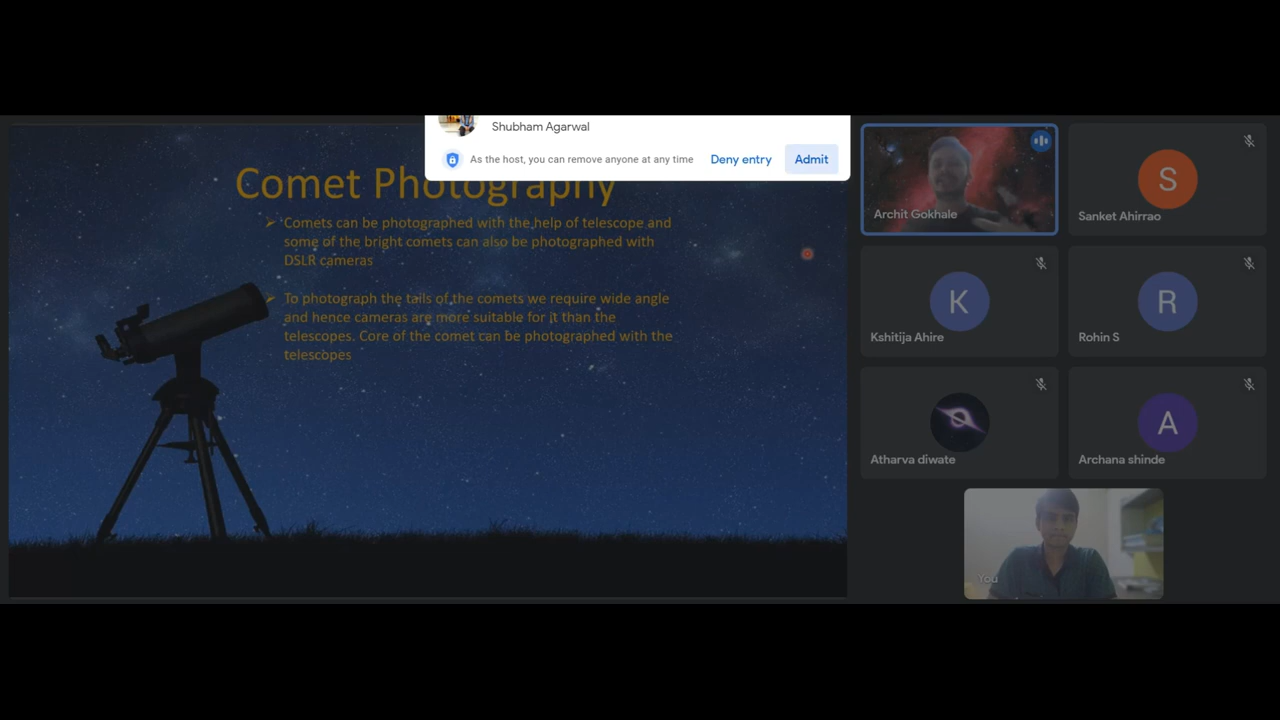 Shubham Agarwal
As the host, you can remove anyone at any time
Deny entry
Admit
Comet Photography
➢ Comets can be photographed with the help of telescope and
some of the bright comets can also be photographed with
DSLR cameras
➢ To photograph the tails of the comets we require wide angle
and hence cameras are more suitable for it than the
telescopes. Core of the comet can be photographed with the
telescopes
Archit Gokhale
S
Sanket Ahirrao
K
Kshitija Ahire
R
Rohin S
Atharva diwate
A
Archana shinde
You